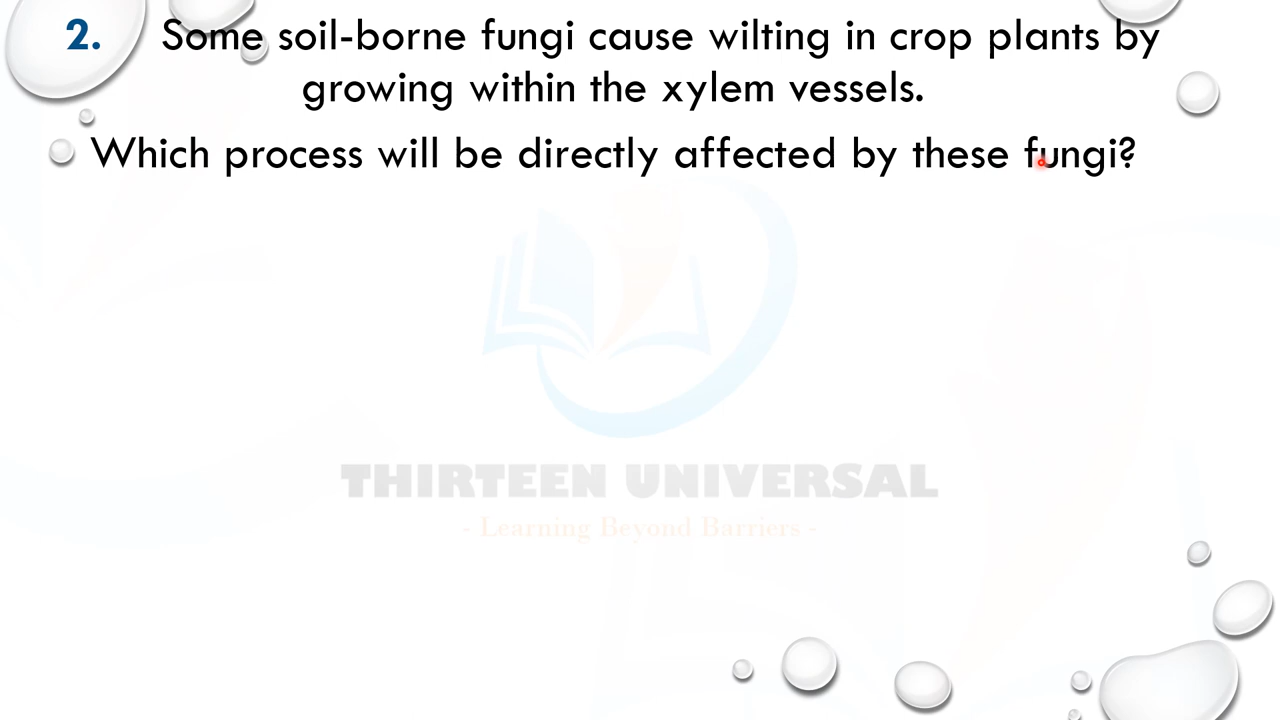 2. Some soil-borne fungi cause wilting in crop plants by
growing within the xylem vessels.
Which process will be directly affected by these fungi?
THIRTEEN UNIVERSAL
- Learning Beyond Barriers -